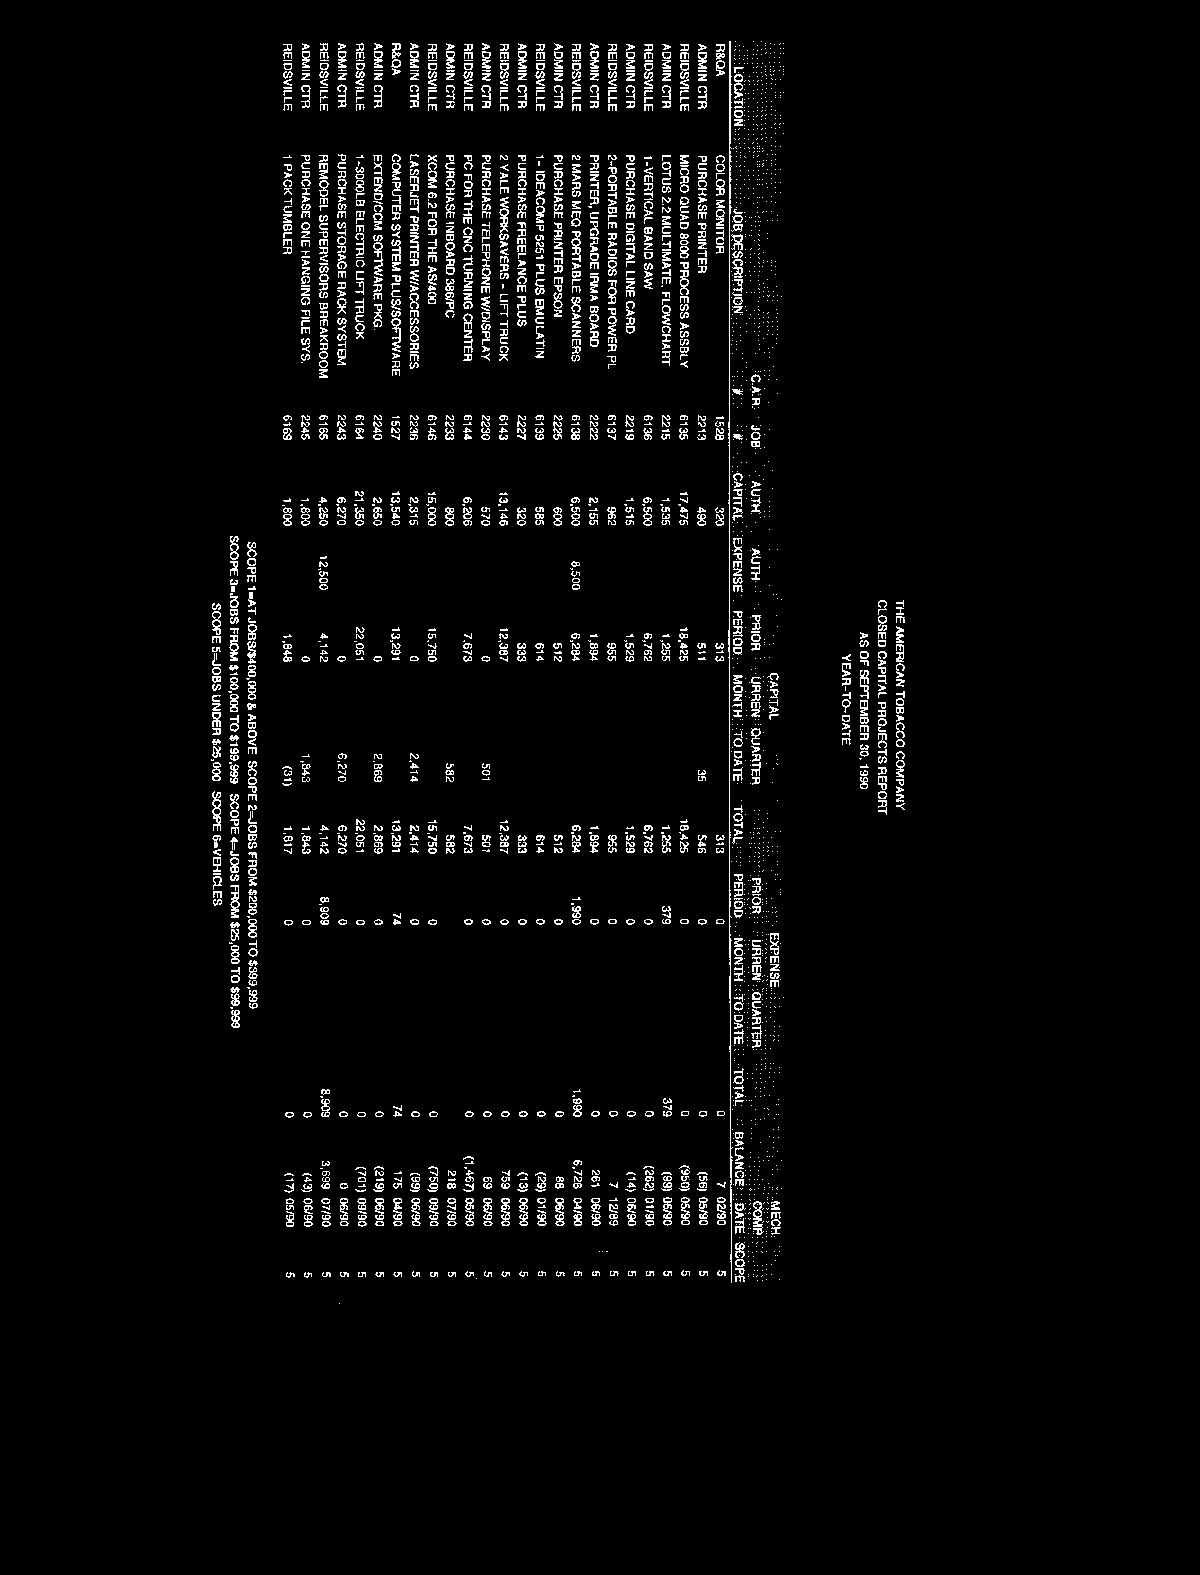 THE AMERICAN TOBACCO COMPANY
CLOSED CAPITAL PROJECTS REPORT
AS OF SEPTEMBER 30, 1990
YEAR-TO-DATE
CAPITAL EXPENSE MECH.
C.A.R. JOB AUTH AUTH PRIOR URREN QUARTER PRIOR URREN QUARTER COMP
LOCATION JOB DESCRIPTION # # CAPITAL EXPENSE PERIOD MONTH TO DATE TOTAL PERIOD MONTH TO DATE TOTAL BALANCE DATE SCOPE
R&QA COLOR MONITOR 1528 320 313 313 0 0 7 02/90 5
ADMIN CTR PURCHASE PRINTER 2213 490 511 35 546 0 0 (56) 05/90 5
REIDSVILLE MICRO QUAD 8000 PROCESS ASSBLY 6135 17,475 18,425 18,425 0 0 (950) 05/90 5
ADMIN CTR LOTUS 2.2 MULTIMATE, FLOWCHART 2215 1,535 1,255 1,255 379 379 (99) 06/90 5
REIDSVILLE 1-VERTICAL BAND SAW 6136 6,500 6,762 6,762 0 0 (262) 01/90 5
ADMIN CTR PURCHASE DIGITAL LINE CARD 2219 1,515 1,529 1,529 0 0 (14) 06/90 5
REIDSVILLE 2-PORTABLE RADIOS FOR POWER PL 6137 962 955 955 0 0 7 12/89 5
ADMIN CTR PRINTER, UPGRADE IRMA BOARD 2222 2,155 1,894 1,894 0 0 261 06/90 5
REIDSVILLE 2 MARS MEQ PORTABLE SCANNERS 6138 6,500 8,500 6,284 6,284 1,990 1,990 6,726 04/90 5
ADMIN CTR PURCHASE PRINTER EPSON 2225 600 512 512 0 0 88 06/90 5
REIDSVILLE 1- IDEACOMP 5251 PLUS EMULATIN 6139 585 614 614 0 0 (29) 01/90 5
ADMIN CTR PURCHASE FREELANCE PLUS 2227 320 333 333 0 0 (13) 06/90 5
REIDSVILLE 2 YALE WORKSAVERS - LIFT TRUCK 6143 13,146 12,387 12,387 0 0 759 06/90 5
ADMIN CTR PURCHASE TELEPHONE W/DISPLAY 2230 570 0 501 501 0 0 69 06/90 5
REIDSVILLE PC FOR THE CNC TURNING CENTER 6144 6,206 7,673 7,673 0 0 (1,467) 05/90 5
ADMIN CTR PURCHASE INBOARD 386/PC 2233 800 582 582 218 07/90 5
REIDSVILLE XCOM 6.2 FOR THE AS/400 6146 15,000 15,750 15,750 0 0 (750) 09/90 5
ADMIN CTR LASERJET PRINTER W/ACCESSORIES 2236 2,315 0 2,414 2,414 0 0 (99) 06/90 5
R&QA COMPUTER SYSTEM PLUS/SOFTWARE 1527 13,540 13,291 13,291 74 74 175 04/90 5
ADMIN CTR EXTEND/CCM SOFTWARE PKG. 2240 2,650 0 2,869 2,869 0 0 (219) 06/90 5
REIDSVILLE 1-3000LB ELECTRIC LIFT TRUCK 6164 21,350 22,051 22,051 0 0 (701) 09/90 5
ADMIN CTR PURCHASE STORAGE RACK SYSTEM 2243 6,270 0 6,270 6,270 0 0 0 06/90 5
REIDSVILLE REMODEL SUPERVISORS BREAKROOM 6165 4,250 12,500 4,142 4,142 8,909 8,909 3,699 07/90 5
ADMIN CTR PURCHASE ONE HANGING FILE SYS. 2245 1,800 0 1,843 1,843 0 0 (43) 06/90 5
REIDSVILLE 1 PACK TUMBLER 6169 1,600 1,648 (31) 1,617 0 0 (17) 05/90 5
SCOPE 1=AT JOBS/$400,000 & ABOVE SCOPE 2=JOBS FROM $200,000 TO $399,999
SCOPE 3=JOBS FROM $100,000 TO $199,999 SCOPE 4=JOBS FROM $25,000 TO $99,999
SCOPE 5=JOBS UNDER $25,000 SCOPE 6=VEHICLES